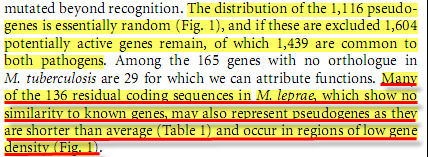 mutated beyond recognition. The distribution of the 1,116 pseudo-
genes is essentially random (Fig. 1), and if these are excluded 1,604
potentially active genes remain, of which 1,439 are common to
both pathogens. Among the 165 genes with no orthologue in
M. tuberculosis are 29 for which we can attribute functions. Many
of the 136 residual coding sequences in M. leprae, which show no
similarity to known genes, may also represent pseudogenes as they
are shorter than average (Table 1) and occur in regions of low gene
density (Fig. 1).